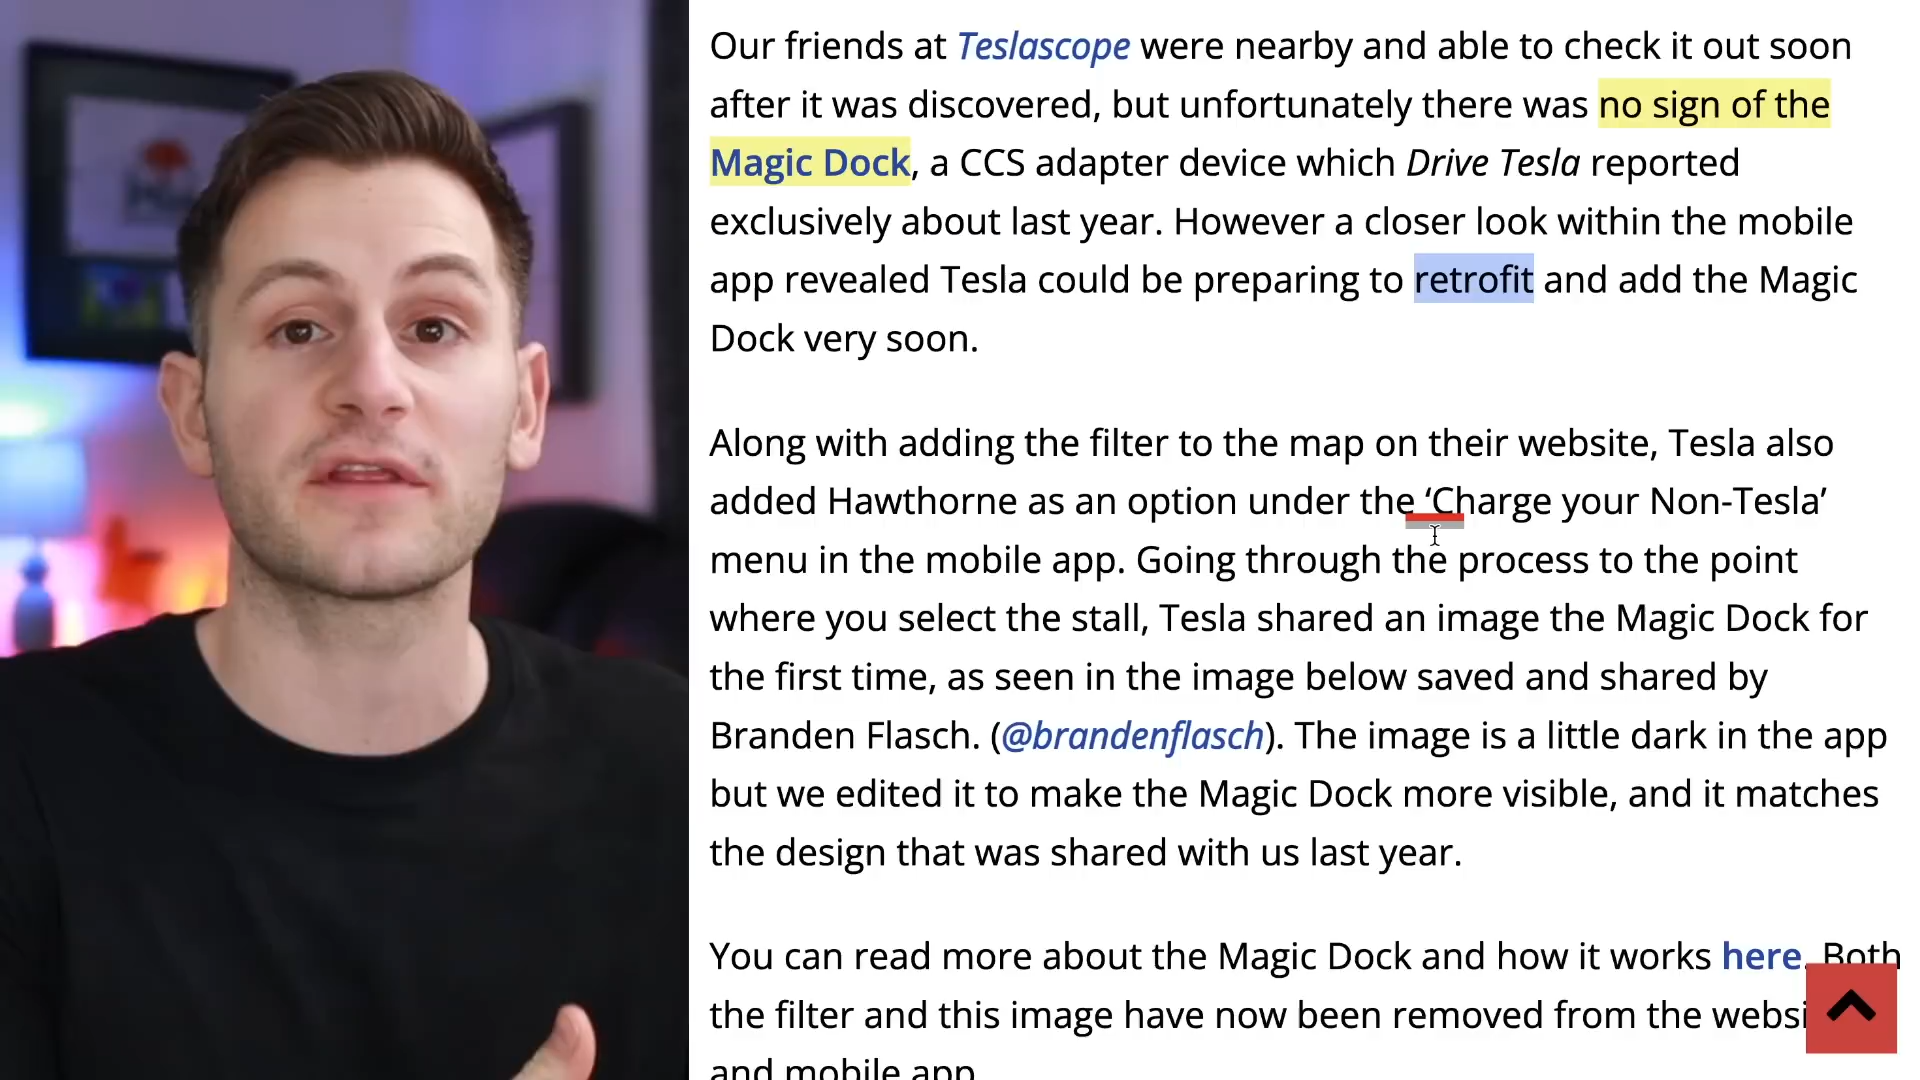 Our friends at Teslascope were nearby and able to check it out soon
after it was discovered, but unfortunately there was no sign of the
Magic Dock, a CCS adapter device which Drive Tesla reported
exclusively about last year. However a closer look within the mobile
app revealed Tesla could be preparing to retrofit and add the Magic
Dock very soon.
Along with adding the filter to the map on their website, Tesla also
added Hawthorne as an option under the ‘Charge your Non-Tesla’
menu in the mobile app. Going through the process to the point
where you select the stall, Tesla shared an image the Magic Dock for
the first time, as seen in the image below saved and shared by
Branden Flasch. (@brandenflasch). The image is a little dark in the app
but we edited it to make the Magic Dock more visible, and it matches
the design that was shared with us last year.
You can read more about the Magic Dock and how it works here. Both
the filter and this image have now been removed from the websi
and mobile app.